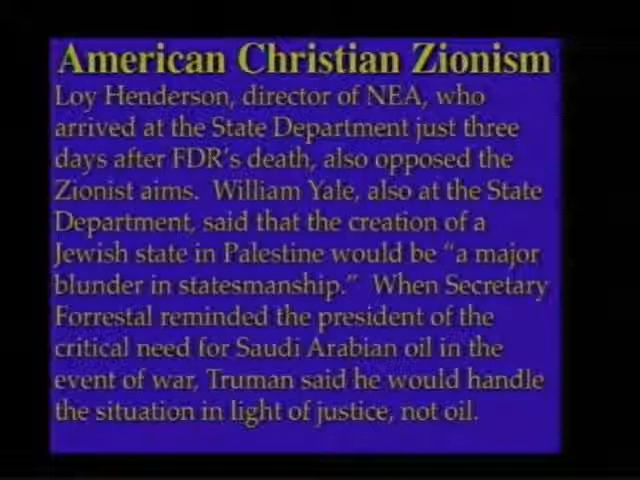 American Christian Zionism
Loy Henderson, director of NEA, who
arrived at the State Department just three
days after FDR's death, also opposed the
Zionist aims.  William Yale, also at the State
Department, said that the creation of a
Jewish state in Palestine would be “a major
blunder in statesmanship.”  When Secretary
Forrestal reminded the president of the
critical need for Saudi Arabian oil in the
event of war, Truman said he would handle
the situation in light of justice, not oil.